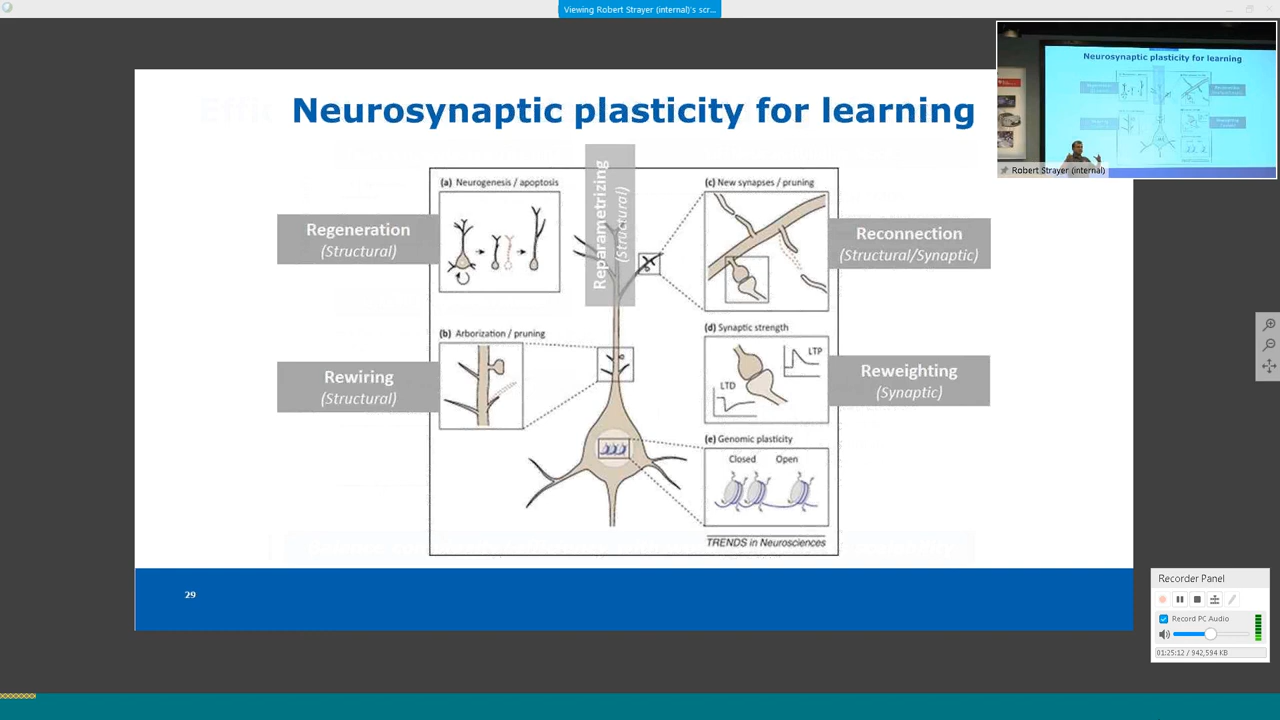 Viewing Robert Strayer (internal)'s scr...
Neurosynaptic plasticity for learning
(a) Neurogenesis / apoptosis
Regeneration
(Structural)
Reparametrizing
(Structural)
(c) New synapses / pruning
Reconnection
(Structural/Synaptic)
(b) Arborization / pruning
Rewiring
(Structural)
(d) Synaptic strength
LTP
LTD
Reweighting
(Synaptic)
(e) Genomic plasticity
Closed Open
TRENDS in Neurosciences
29
Neurosynaptic plasticity for learning
Robert Strayer (internal)
Recorder Panel
Record PC Audio
01:25:12 / 942,594 KB